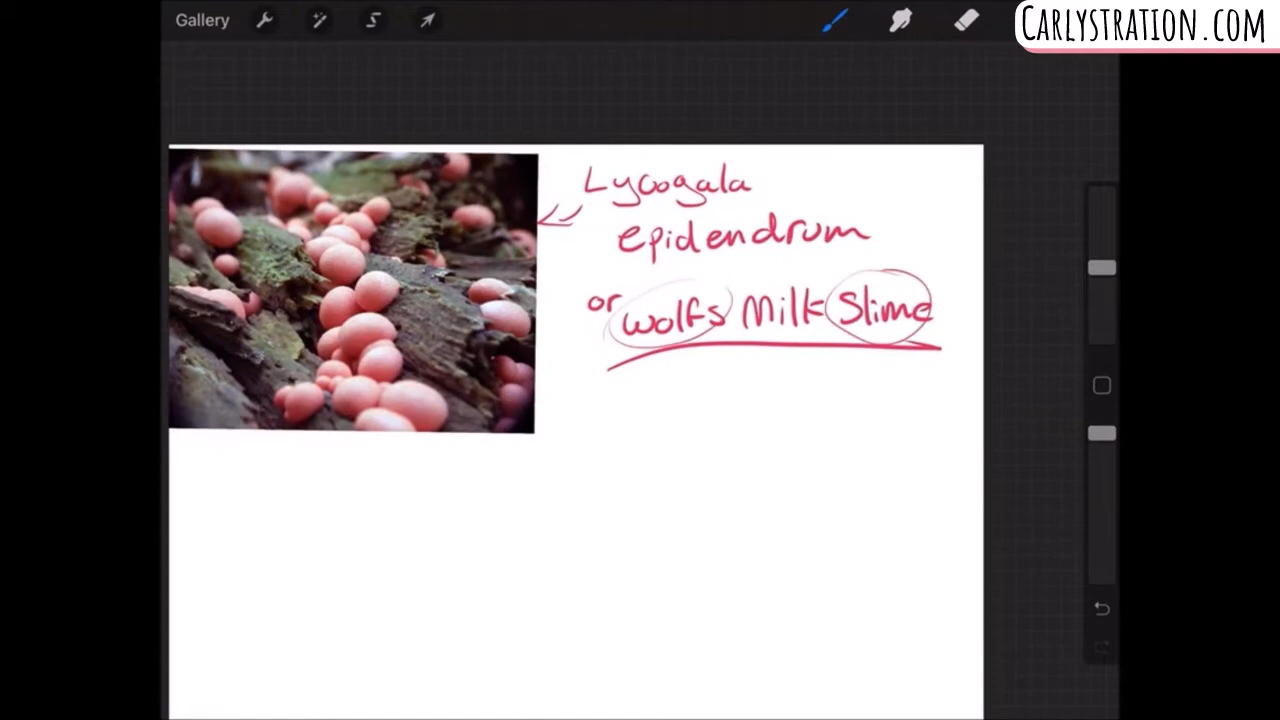 Gallery
CARLYSTRATION.COM
Lycogala
epidendrum
or wolfs Milk Slime